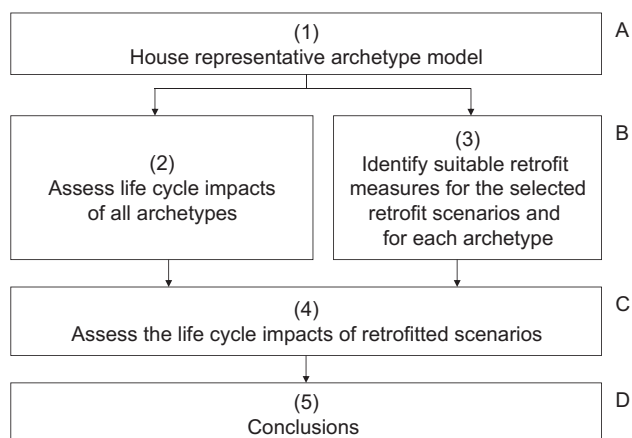 (1)
House representative archetype model
A
(2)
Assess life cycle impacts
of all archetypes
(3)
Identify suitable retrofit
measures for the selected
retrofit scenarios and
for each archetype
B
(4)
Assess the life cycle impacts of retrofitted scenarios
C
(5)
Conclusions
D